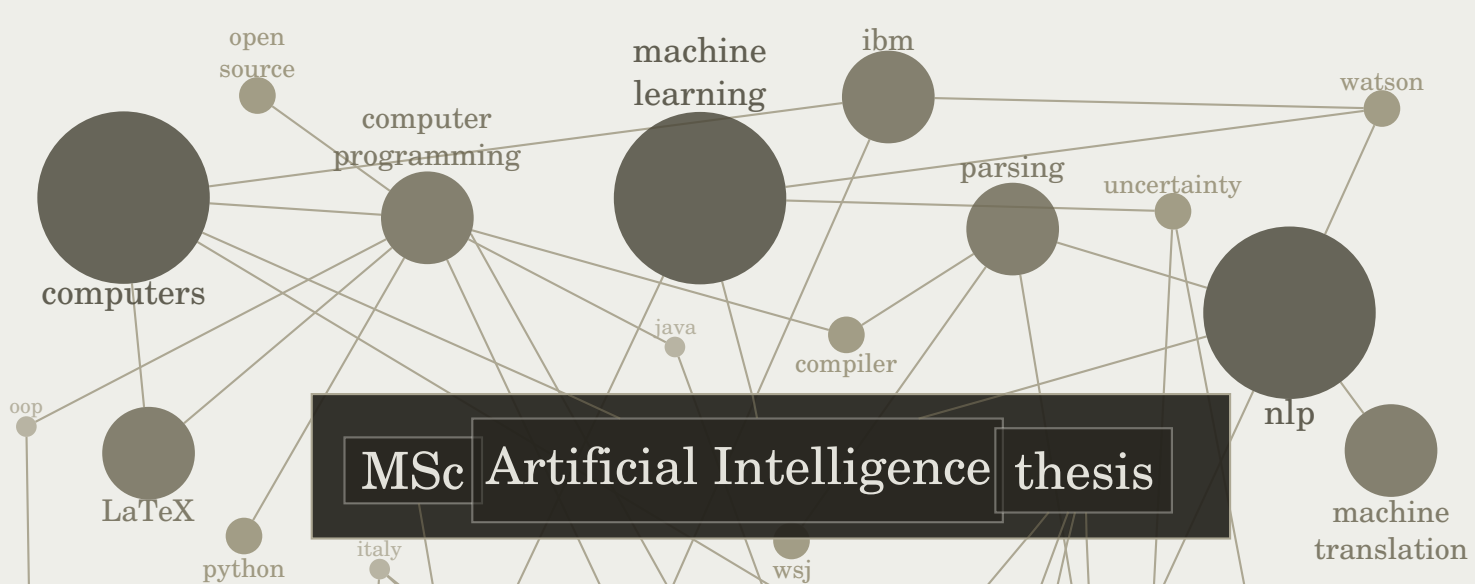 open
source
machine
learning
ibm
watson
computer
programming
parsing
uncertainty
computers
java
compiler
oop
nlp
MSc Artificial Intelligence thesis
LaTeX
machine
translation
italy
python
wsj